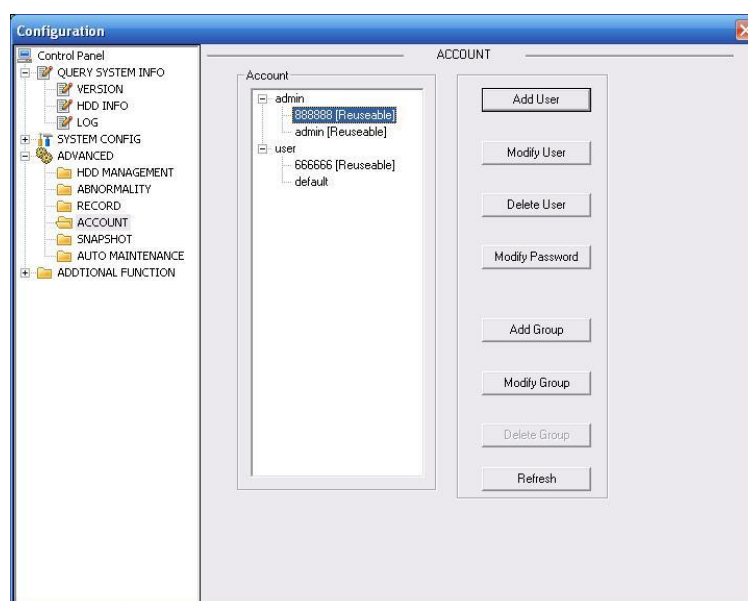 Configuration
Control Panel
QUERY SYSTEM INFO
VERSION
HDD INFO
LOG
SYSTEM CONFIG
ADVANCED
HDD MANAGEMENT
ABNORMALITY
RECORD
ACCOUNT
SNAPSHOT
AUTO MAINTENANCE
ADDTIONAL FUNCTION
ACCOUNT
Account
admin
888888 [Reuseable]
admin [Reuseable]
user
666666 [Reuseable]
default
Add User
Modify User
Delete User
Modify Password
Add Group
Modify Group
Delete Group
Refresh